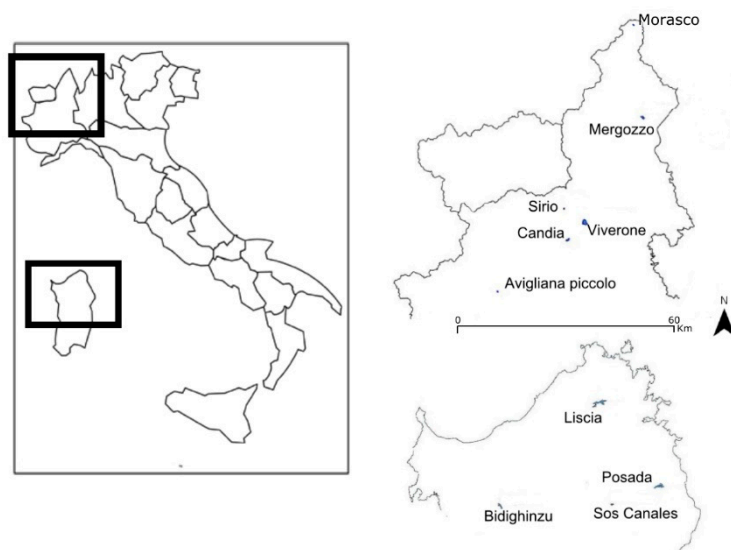 Morasco
Mergozzo
Sirio
Candia
Viverone
Avigliana piccolo
0
60
Km
N
Liscia
Posada
Bidighinzu
Sos Canales